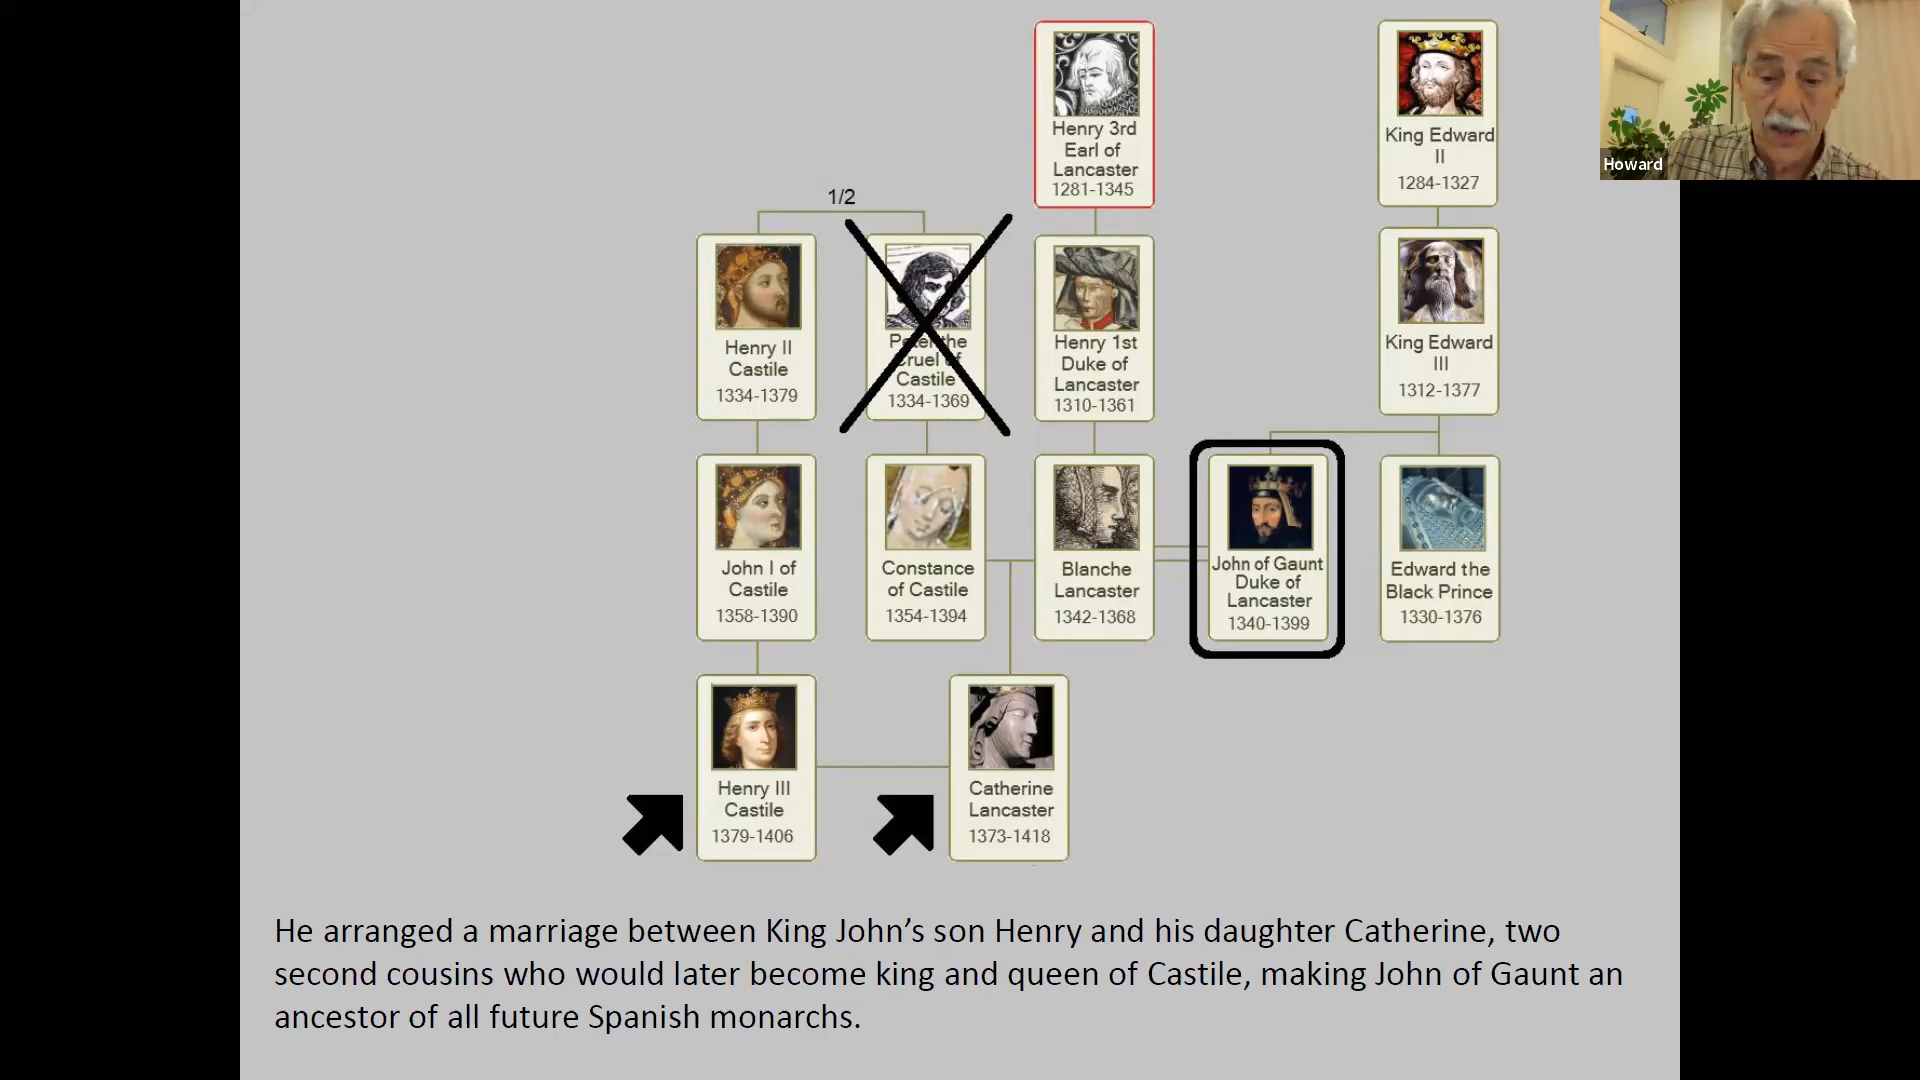 Henry 3rd
Earl of
Lancaster
1281-1345
King Edward
II
1284-1327
Howard
1/2
Henry II
Castile
1334-1379
Peter the
Cruel of
Castile
1334-1369
Henry 1st
Duke of
Lancaster
1310-1361
King Edward
III
1312-1377
John I of
Castile
1358-1390
Constance
of Castile
1354-1394
Blanche
Lancaster
1342-1368
John of Gaunt
Duke of
Lancaster
1340-1399
Edward the
Black Prince
1330-1376
Henry III
Castile
1379-1406
Catherine
Lancaster
1373-1418
He arranged a marriage between King John’s son Henry and his daughter Catherine, two
second cousins who would later become king and queen of Castile, making John of Gaunt an
ancestor of all future Spanish monarchs.